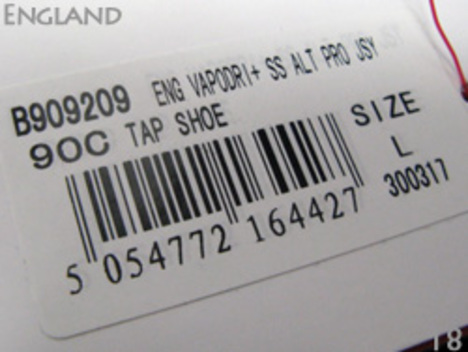 ENGLAND
B909209 ENG VAPODRI+ SS ALT PRO JSY
90C TAP SHOE
SIZE
L
300317
5 054772 164427
18